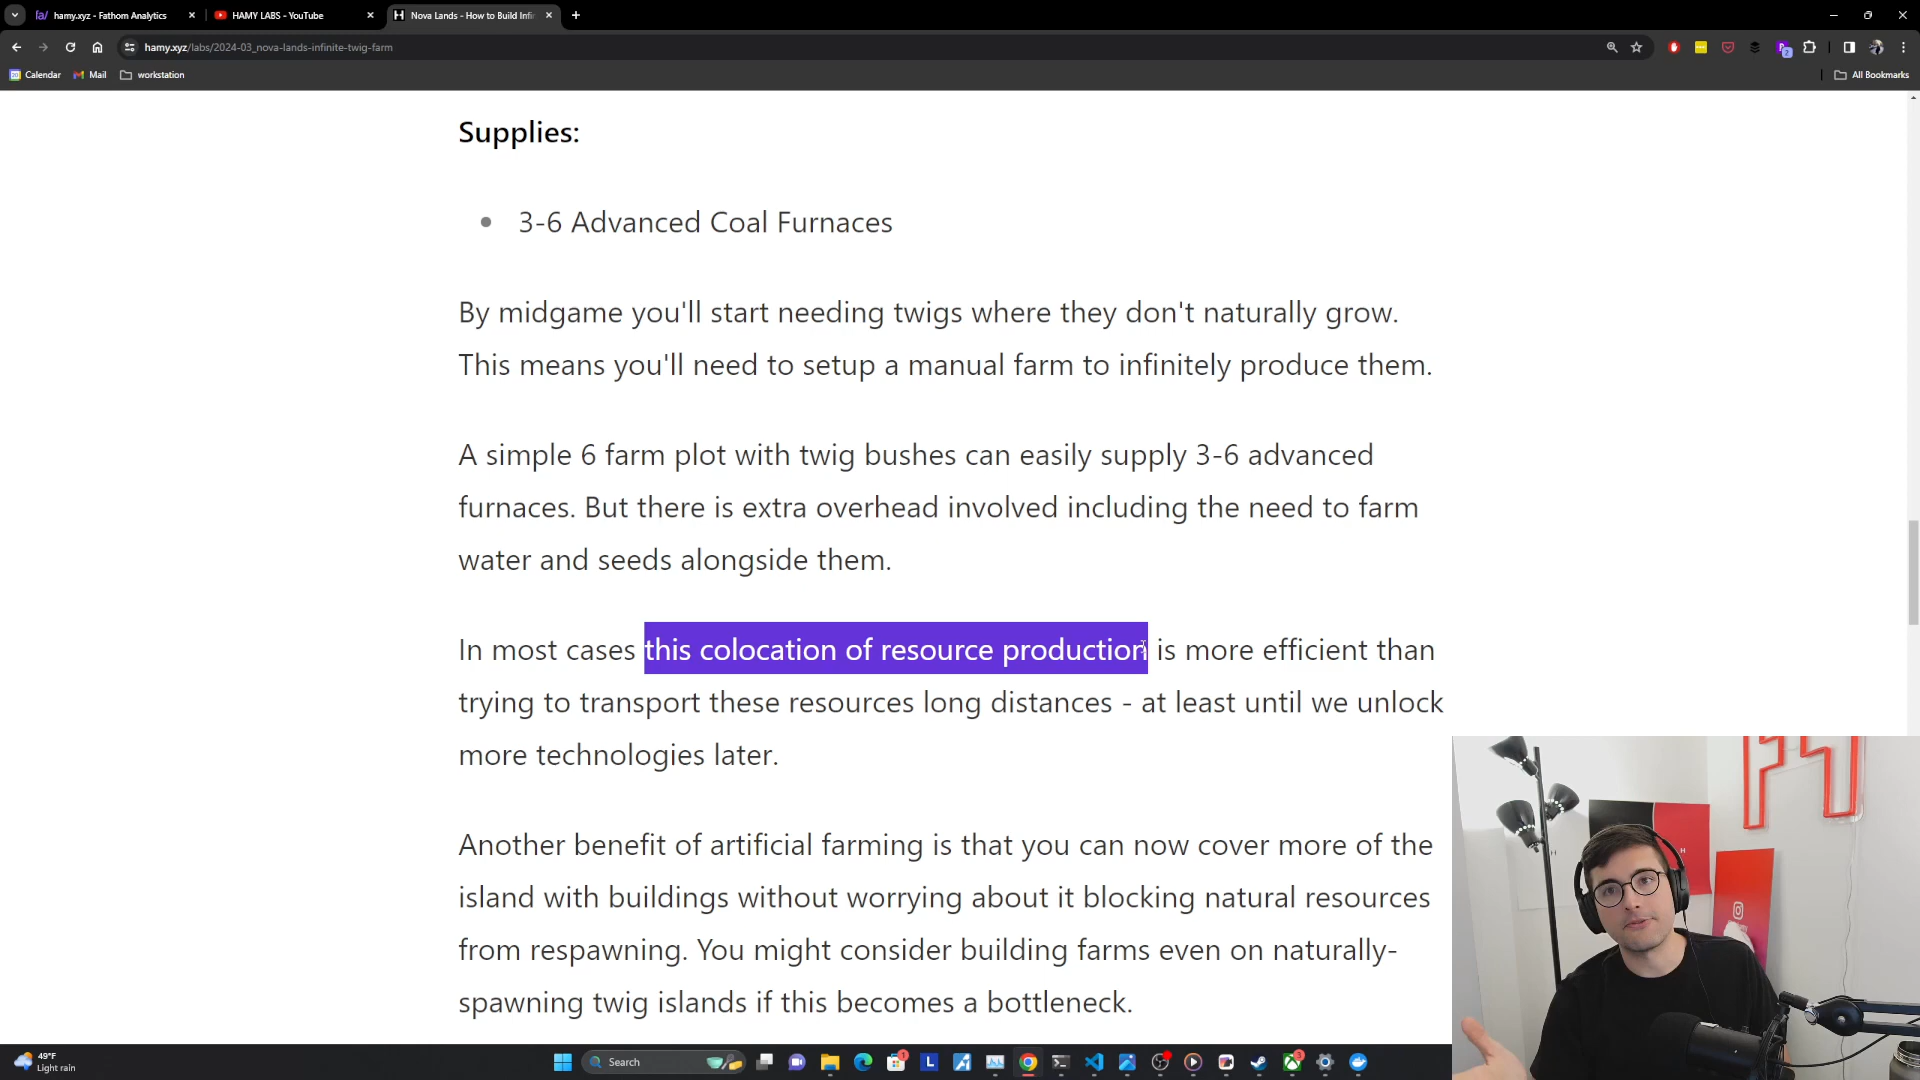 hamy.xyz - Fathom Analytics
HAMY LABS - YouTube
Nova Lands - How to Build Infin
hamy.xyz/labs/2024-03_nova-lands-infinite-twig-farm
Calendar
Mail
workstation
All Bookmarks
Supplies:
3-6 Advanced Coal Furnaces
By midgame you'll start needing twigs where they don't naturally grow.
This means you'll need to setup a manual farm to infinitely produce them.
A simple 6 farm plot with twig bushes can easily supply 3-6 advanced
furnaces. But there is extra overhead involved including the need to farm
water and seeds alongside them.
In most cases this colocation of resource production is more efficient than
trying to transport these resources long distances - at least until we unlock
more technologies later.
Another benefit of artificial farming is that you can now cover more of the
island with buildings without worrying about it blocking natural resources
from respawning. You might consider building farms even on naturally-
spawning twig islands if this becomes a bottleneck.
H
49°F
Light rain
Search